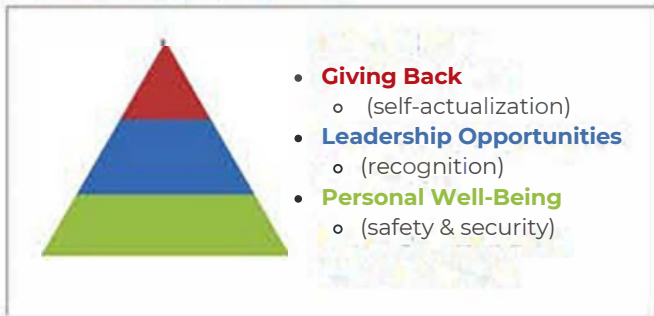 • Giving Back
o (self-actualization)
• Leadership Opportunities
o (recognition)
• Personal Well-Being
o (safety & security)